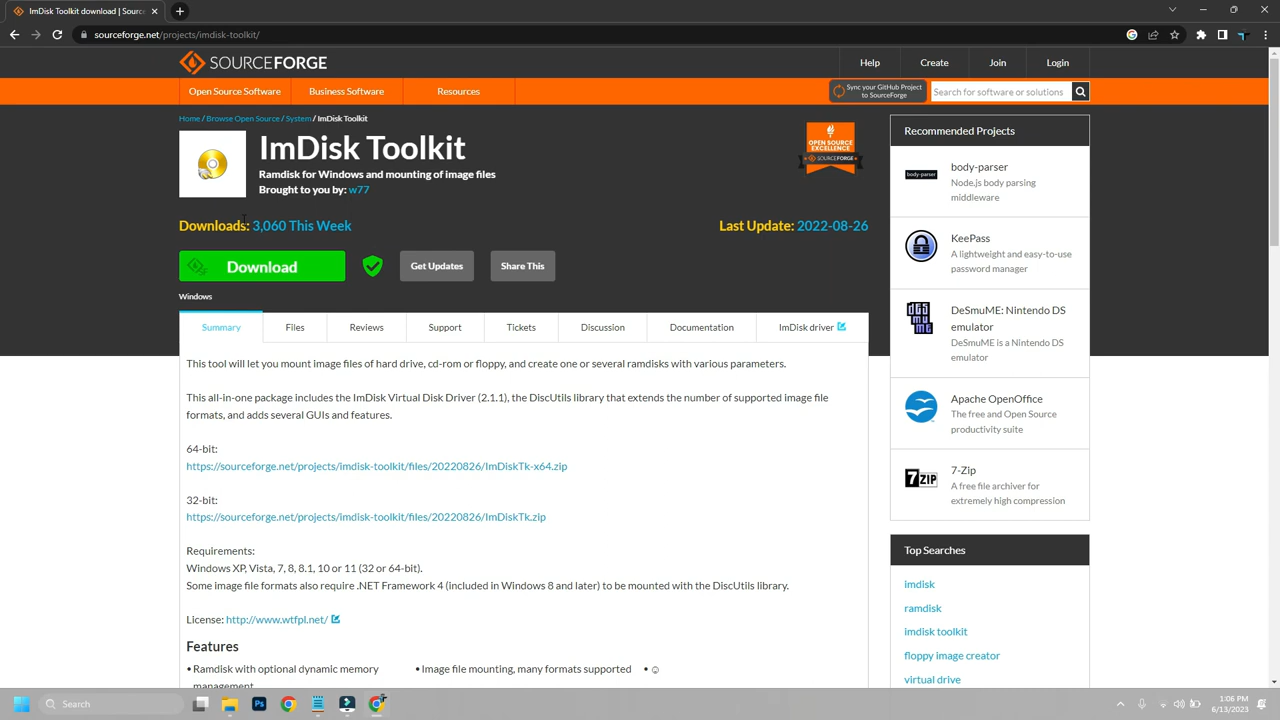 ImDisk Toolkit download | SourceF
sourceforge.net/projects/imdisk-toolkit/
SOURCEFORGE
Help
Create
Join
Login
Open Source Software
Business Software
Resources
Sync your GitHub Project
to SourceForge
Search for software or solutions
Home / Browse Open Source / System / ImDisk Toolkit
ImDisk Toolkit
Ramdisk for Windows and mounting of image files
Brought to you by: w77
OPEN SOURCE
EXCELLENCE
SOURCEFORGE
Downloads: 3,060 This Week
Last Update: 2022-08-26
Download
Get Updates
Share This
Windows
Summary
Files
Reviews
Support
Tickets
Discussion
Documentation
ImDisk driver
This tool will let you mount image files of hard drive, cd-rom or floppy, and create one or several ramdisks with various parameters.
This all-in-one package includes the ImDisk Virtual Disk Driver (2.1.1), the DiscUtils library that extends the number of supported image file
formats, and adds several GUIs and features.
64-bit:
https://sourceforge.net/projects/imdisk-toolkit/files/20220826/ImDiskTk-x64.zip
32-bit:
https://sourceforge.net/projects/imdisk-toolkit/files/20220826/ImDiskTk.zip
Requirements:
Windows XP, Vista, 7, 8, 8.1, 10 or 11 (32 or 64-bit).
Some image file formats also require .NET Framework 4 (included in Windows 8 and later) to be mounted with the DiscUtils library.
License: http://www.wtfpl.net/
Features
• Ramdisk with optional dynamic memory
management
• Image file mounting, many formats supported
• ☺
Recommended Projects
body-parser
body-parser
Node.js body parsing
middleware
KeePass
A lightweight and easy-to-use
password manager
DeSmuME: Nintendo DS
emulator
DeSmuME is a Nintendo DS
emulator
Apache OpenOffice
The free and Open Source
productivity suite
7ZIP
7-Zip
A free file archiver for
extremely high compression
Top Searches
imdisk
ramdisk
imdisk toolkit
floppy image creator
virtual drive
Search
Ps
1:06 PM
6/13/2023